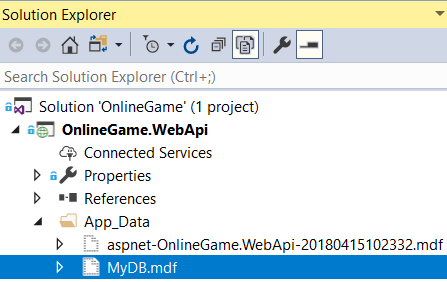 Solution Explorer
Search Solution Explorer (Ctrl+;)
Solution 'OnlineGame' (1 project)
OnlineGame.WebApi
Connected Services
Properties
References
App_Data
aspnet-OnlineGame.WebApi-20180415102332.mdf
MyDB.mdf